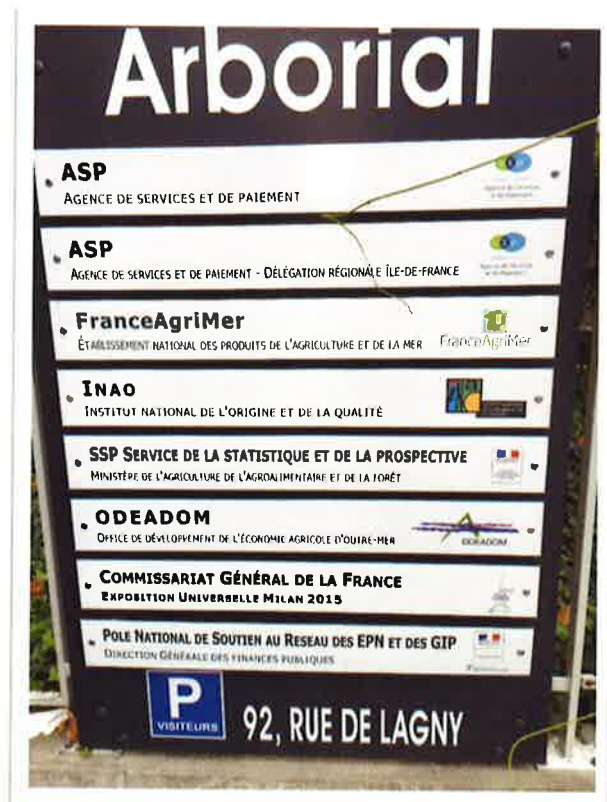 Arborial
ASP
AGENCE DE SERVICES ET DE PAIEMENT
ASP
AGENCE DE SERVICES ET DE PAIEMENT - DÉLÉGATION RÉGIONALE ÎLE-DE-FRANCE
FranceAgriMer
ÉTABLISSEMENT NATIONAL DES PRODUITS DE L'AGRICULTURE ET DE LA MER
FranceAgriMer
INAO
INSTITUT NATIONAL DE L'ORIGINE ET DE LA QUALITÉ
SSP SERVICE DE LA STATISTIQUE ET DE LA PROSPECTIVE
MINISTÈRE DE L'AGRICULTURE DE L'AGROALIMENTAIRE ET DE LA FORÊT
ODEADOM
OFFICE DE DÉVELOPPEMENT DE L'ÉCONOMIE AGRICOLE D'OUTRE-MER
ODEADOM
COMMISSARIAT GÉNÉRAL DE LA FRANCE
EXPOSITION UNIVERSELLE MILAN 2015
POLE NATIONAL DE SOUTIEN AU RESEAU DES EPN ET DES GIP
DIRECTION GÉNÉRALE DES FINANCES PUBLIQUES
P
VISITEURS
92, RUE DE LAGNY